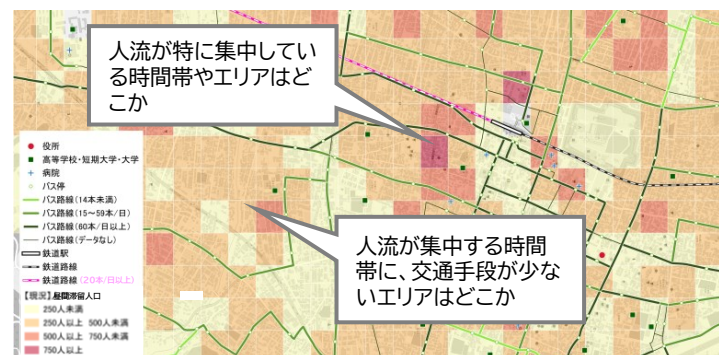 人流が特に集中してい
る時間帯やエリアはど
こか
役所
高等学校・短期大学・大学
病院
バス停
バス路線(14本未満)
バス路線(15～59本/日)
バス路線(60本/日以上)
バス路線(データなし)
鉄道駅
鉄道路線
鉄道路線(20本/日以上)
【現況】昼間滞留人口
250人未満
250人以上 500人未満
500人以上 750人未満
750人以上
人流が集中する時間
帯に、交通手段が少な
いエリアはどこか